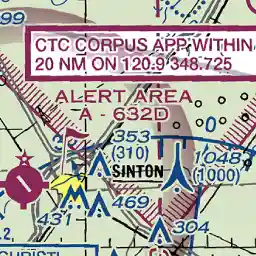 99
CTC CORPUS APP WITHIN
20 NM ON 120.9 348.725
ALERT AREA
A - 632D
353
(310)
1048
(1000)
SINTON
431
469
304